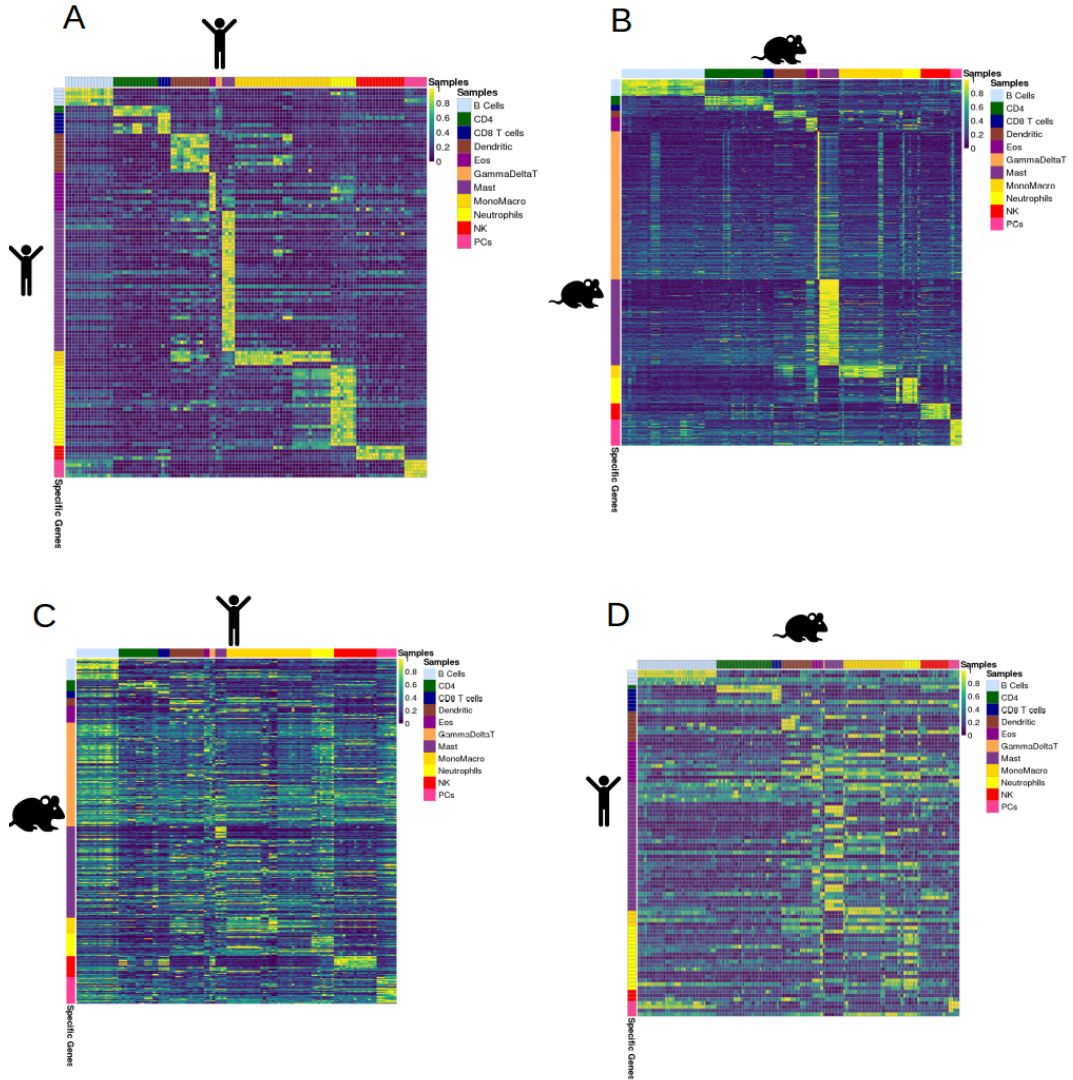 A
Samples
Samples
1
0.8
0.6
0.4
0.2
0
B Cells
CD4
CD8 T cells
Dendritic
Eos
GammaDeltaT
Mast
MonoMacro
Neutrophils
NK
PCs
Specific Genes
B
Samples
Samples
1
0.8
0.6
0.4
0.2
0
B Cells
CD4
CD8 T cells
Dendritic
Eos
GammaDeltaT
Mast
MonoMacro
Neutrophils
NK
PCs
Specific Genes
C
Samples
Samples
1
0.8
0.6
0.4
0.2
0
B Cells
CD4
CD8 T cells
Dendritic
Eos
GammaDeltaT
Mast
MonoMacro
Neutrophils
NK
PCs
Specific Genes
D
Samples
Samples
1
0.8
0.6
0.4
0.2
0
B Cells
CD4
CD8 T cells
Dendritic
Eos
GammaDeltaT
Mast
MonoMacro
Neutrophils
NK
PCs
Specific Genes